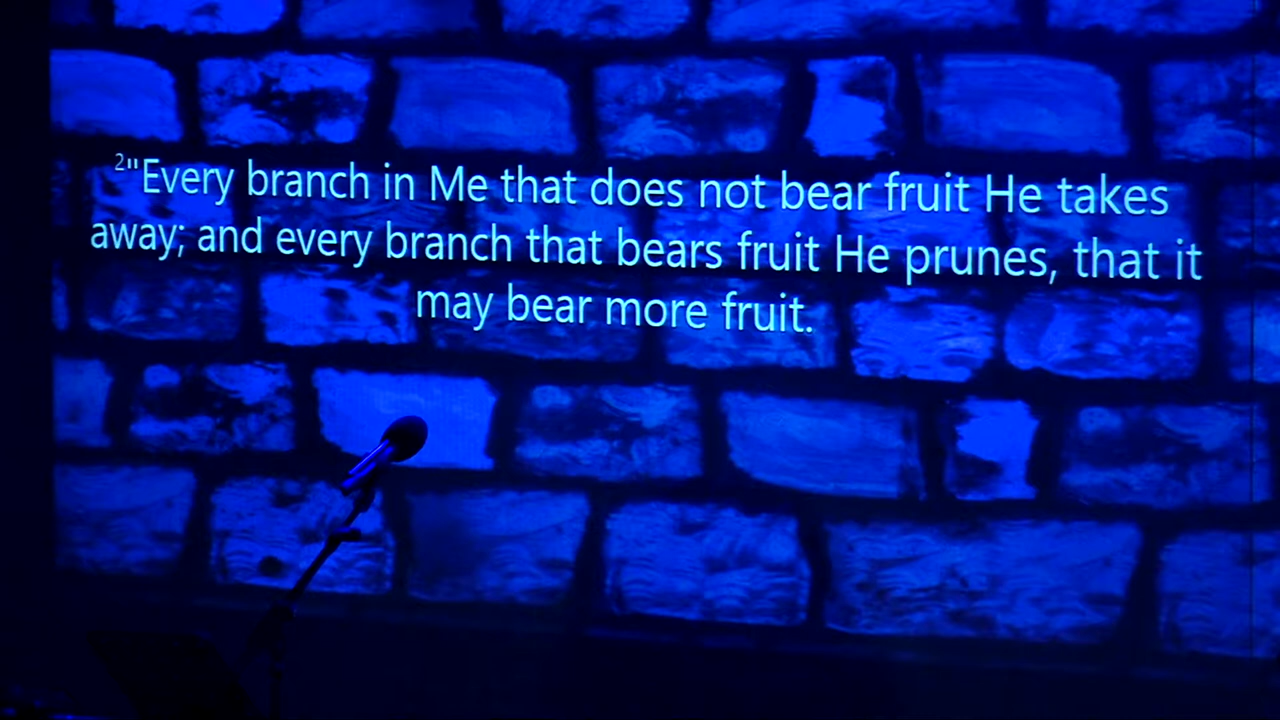 2"Every branch in Me that does not bear fruit He takes
away; and every branch that bears fruit He prunes, that it
may bear more fruit.